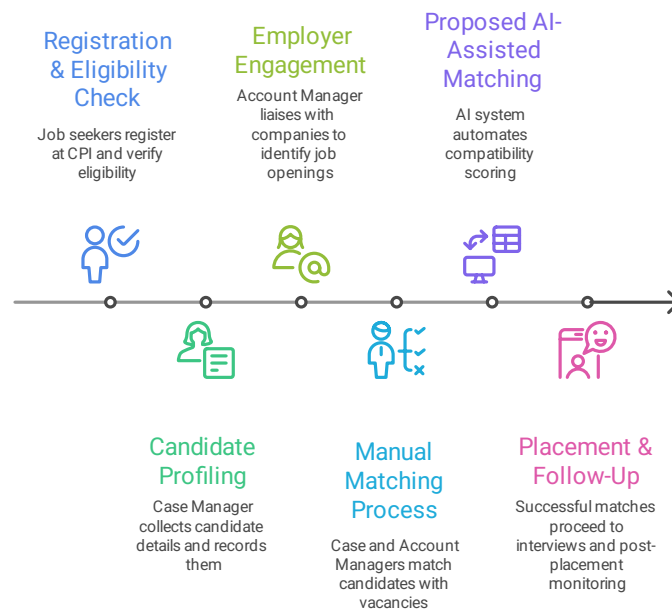 Registration
& Eligibility
Check
Job seekers register
at CPI and verify
eligibility
Employer
Engagement
Account Manager
liaises with
companies to
identify job
openings
Proposed AI-
Assisted
Matching
AI system
automates
compatibility
scoring
Candidate
Profiling
Case Manager
collects candidate
details and records
them
Manual
Matching
Process
Case and Account
Managers match
candidates with
vacancies
Placement &
Follow-Up
Successful matches
proceed to
interviews and post-
placement
monitoring